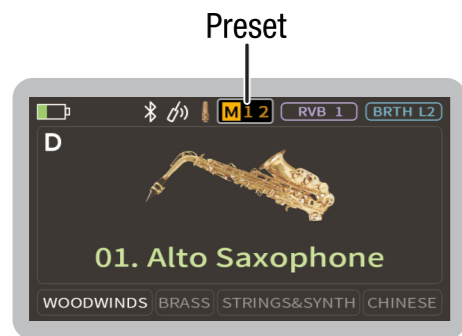 Preset
M 1 2 RVB 1 BRTH L2
D
01. Alto Saxophone
WOODWINDS BRASS STRINGS&SYNTH CHINESE